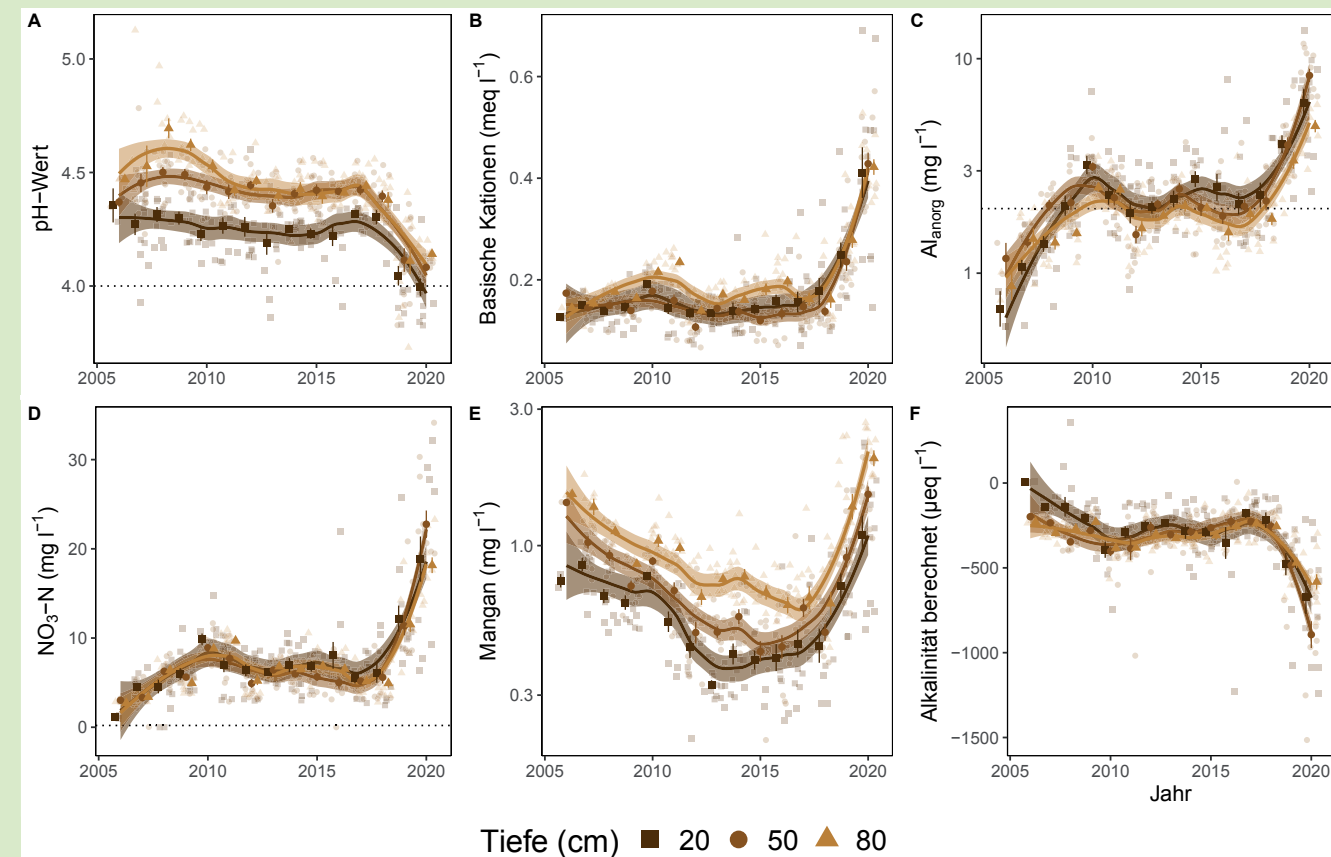 A
pH−Wert
5.0
4.5
4.0
2005 2010 2015 2020
B
Basische Kationen (meq l−1)
0.6
0.4
0.2
2005 2010 2015 2020
C
Alanorg (mg l−1)
10
3
1
2005 2010 2015 2020
D
NO3−N (mg l−1)
30
20
10
0
2005 2010 2015 2020
E
Mangan (mg l−1)
3.0
1.0
0.3
2005 2010 2015 2020
F
Alkalinität berechnet (µeq l−1)
0
−500
−1000
−1500
2005 2010 2015 2020
Jahr
Tiefe (cm) 20 50 80